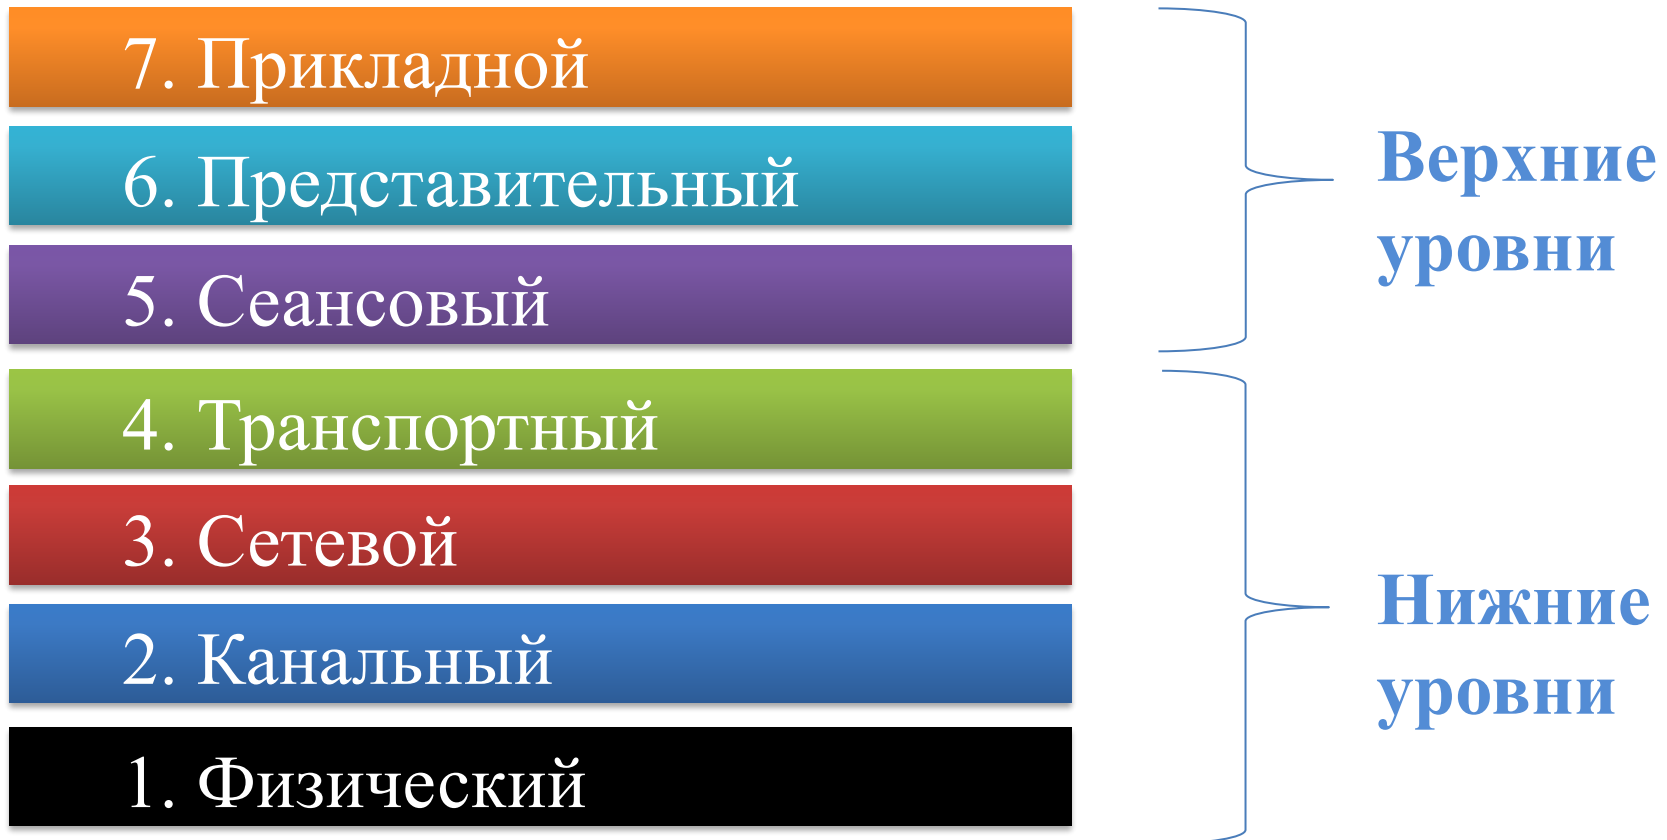 7. Прикладной
6. Представительный
5. Сеансовый
Верхние
уровни
4. Транспортный
3. Сетевой
2. Канальный
1. Физический
Нижние
уровни